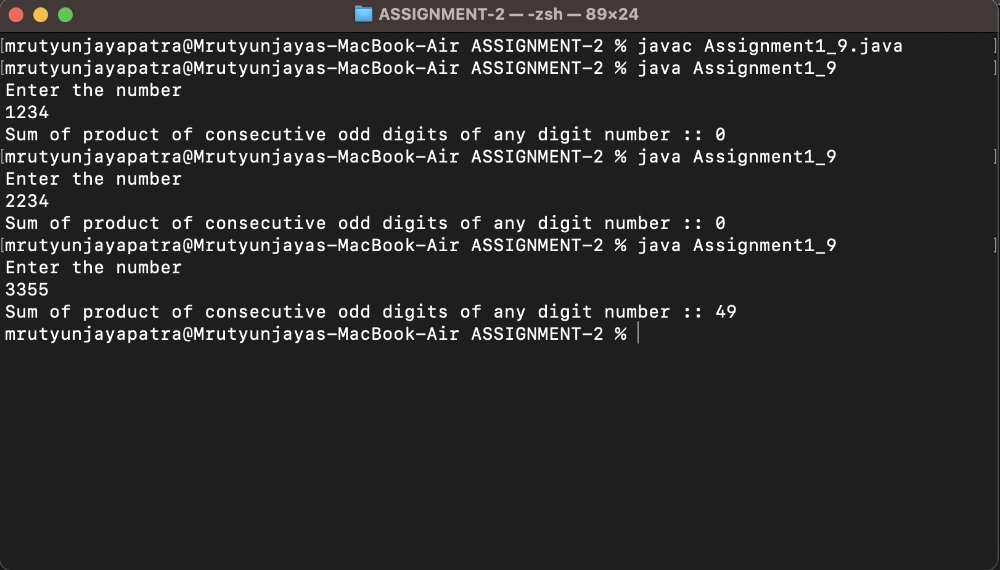 ASSIGNMENT-2 — -zsh — 89×24
[mrutyunjayapatra@Mrutyunjayas-MacBook-Air ASSIGNMENT-2 % javac Assignment1_9.java ]
[mrutyunjayapatra@Mrutyunjayas-MacBook-Air ASSIGNMENT-2 % java Assignment1_9 ]
Enter the number
1234
Sum of product of consecutive odd digits of any digit number :: 0
[mrutyunjayapatra@Mrutyunjayas-MacBook-Air ASSIGNMENT-2 % java Assignment1_9 ]
Enter the number
2234
Sum of product of consecutive odd digits of any digit number :: 0
[mrutyunjayapatra@Mrutyunjayas-MacBook-Air ASSIGNMENT-2 % java Assignment1_9 ]
Enter the number
3355
Sum of product of consecutive odd digits of any digit number :: 49
mrutyunjayapatra@Mrutyunjayas-MacBook-Air ASSIGNMENT-2 %